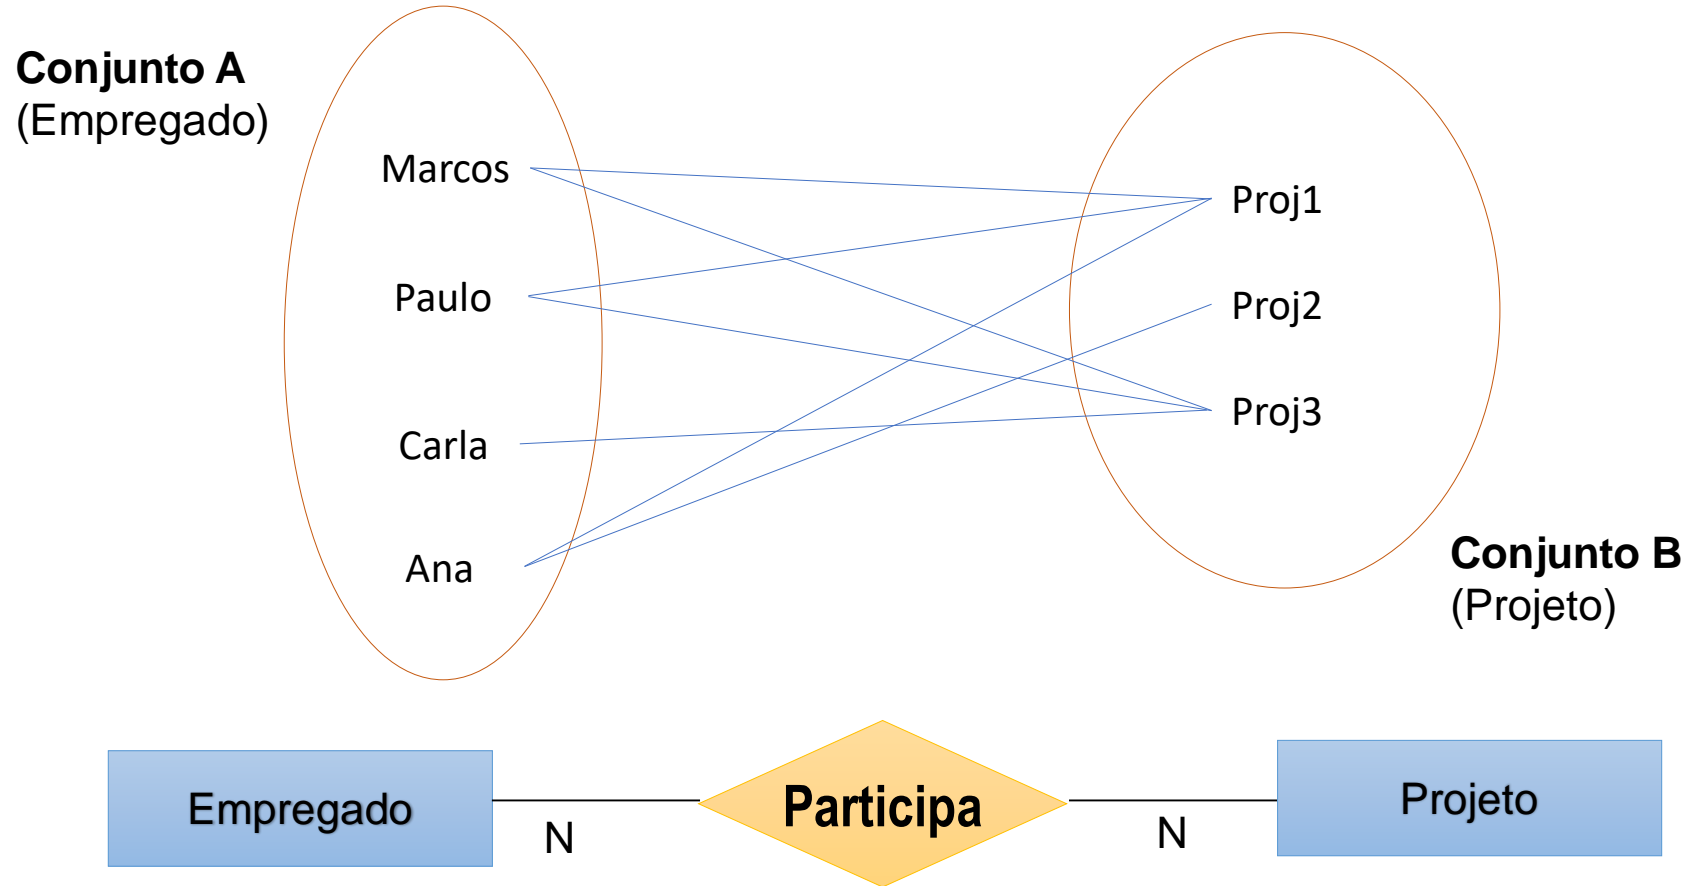 Conjunto A
(Empregado)
Marcos
Paulo
Carla
Ana
Proj1
Proj2
Proj3
Conjunto B
(Projeto)
Empregado
N
Participa
N
Projeto